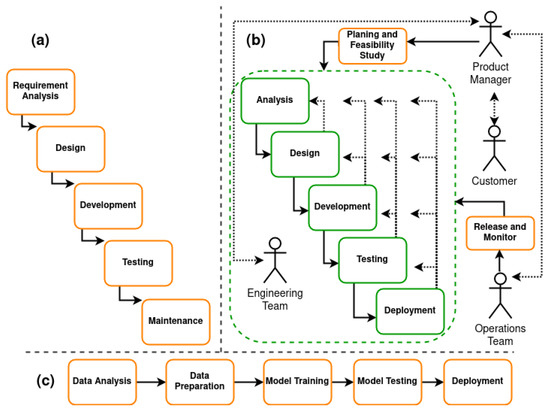 (a)
Requirement
Analysis
Design
Development
Testing
Maintenance
(b)
Planing and
Feasibility
Study
Product
Manager
Analysis
Design
Development
Testing
Deployment
Customer
Release and
Monitor
Engineering
Team
Operations
Team
(c)
Data Analysis
Data
Preparation
Model Training
Model Testing
Deployment